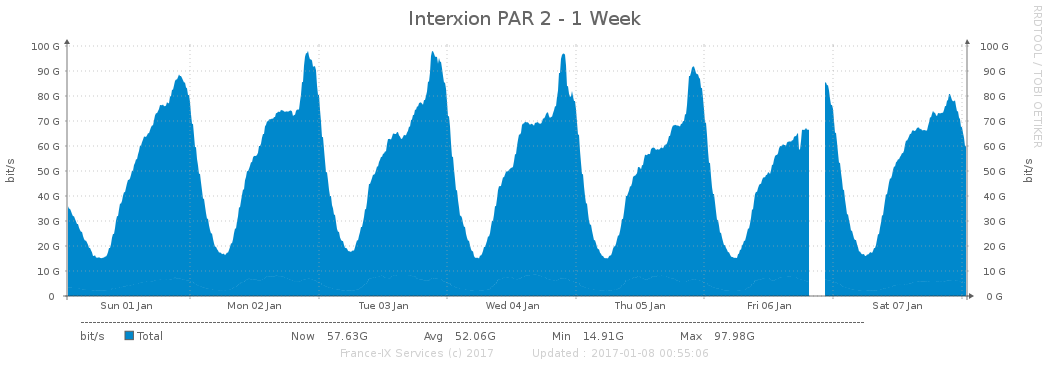 Interxion PAR 2 - 1 Week
RRDTOOL / TOBI OETIKER
bit/s
100 G
90 G
80 G
70 G
60 G
50 G
40 G
30 G
20 G
10 G
0
100 G
90 G
80 G
70 G
60 G
50 G
40 G
30 G
20 G
10 G
0 G
bit/s
Sun 01 Jan Mon 02 Jan Tue 03 Jan Wed 04 Jan Thu 05 Jan Fri 06 Jan Sat 07 Jan
bit/s Total Now 57.63G Avg 52.06G Min 14.91G Max 97.98G
France-IX Services (c) 2017 Updated : 2017-01-08 00:55:06